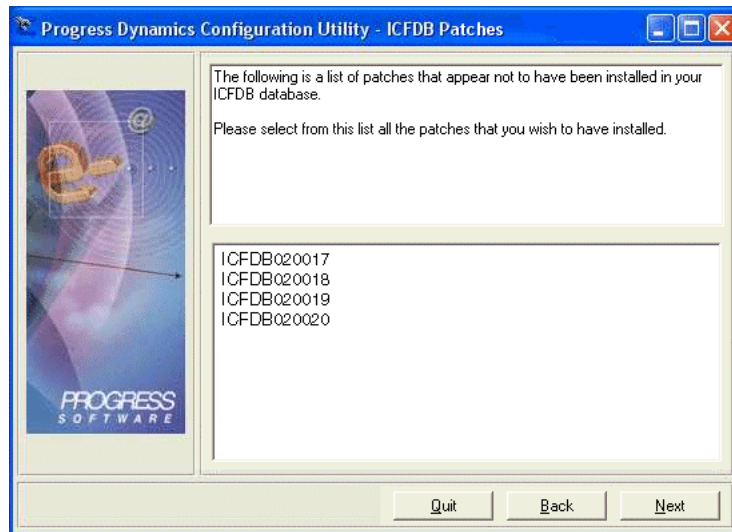 Progress Dynamics Configuration Utility - ICFDB Patches
The following is a list of patches that appear not to have been installed in your
ICFDB database.
Please select from this list all the patches that you wish to have installed.
@
e-
ICFDB020017
ICFDB020018
ICFDB020019
ICFDB020020
PROGRESS
SOFTWARE
Quit
Back
Next